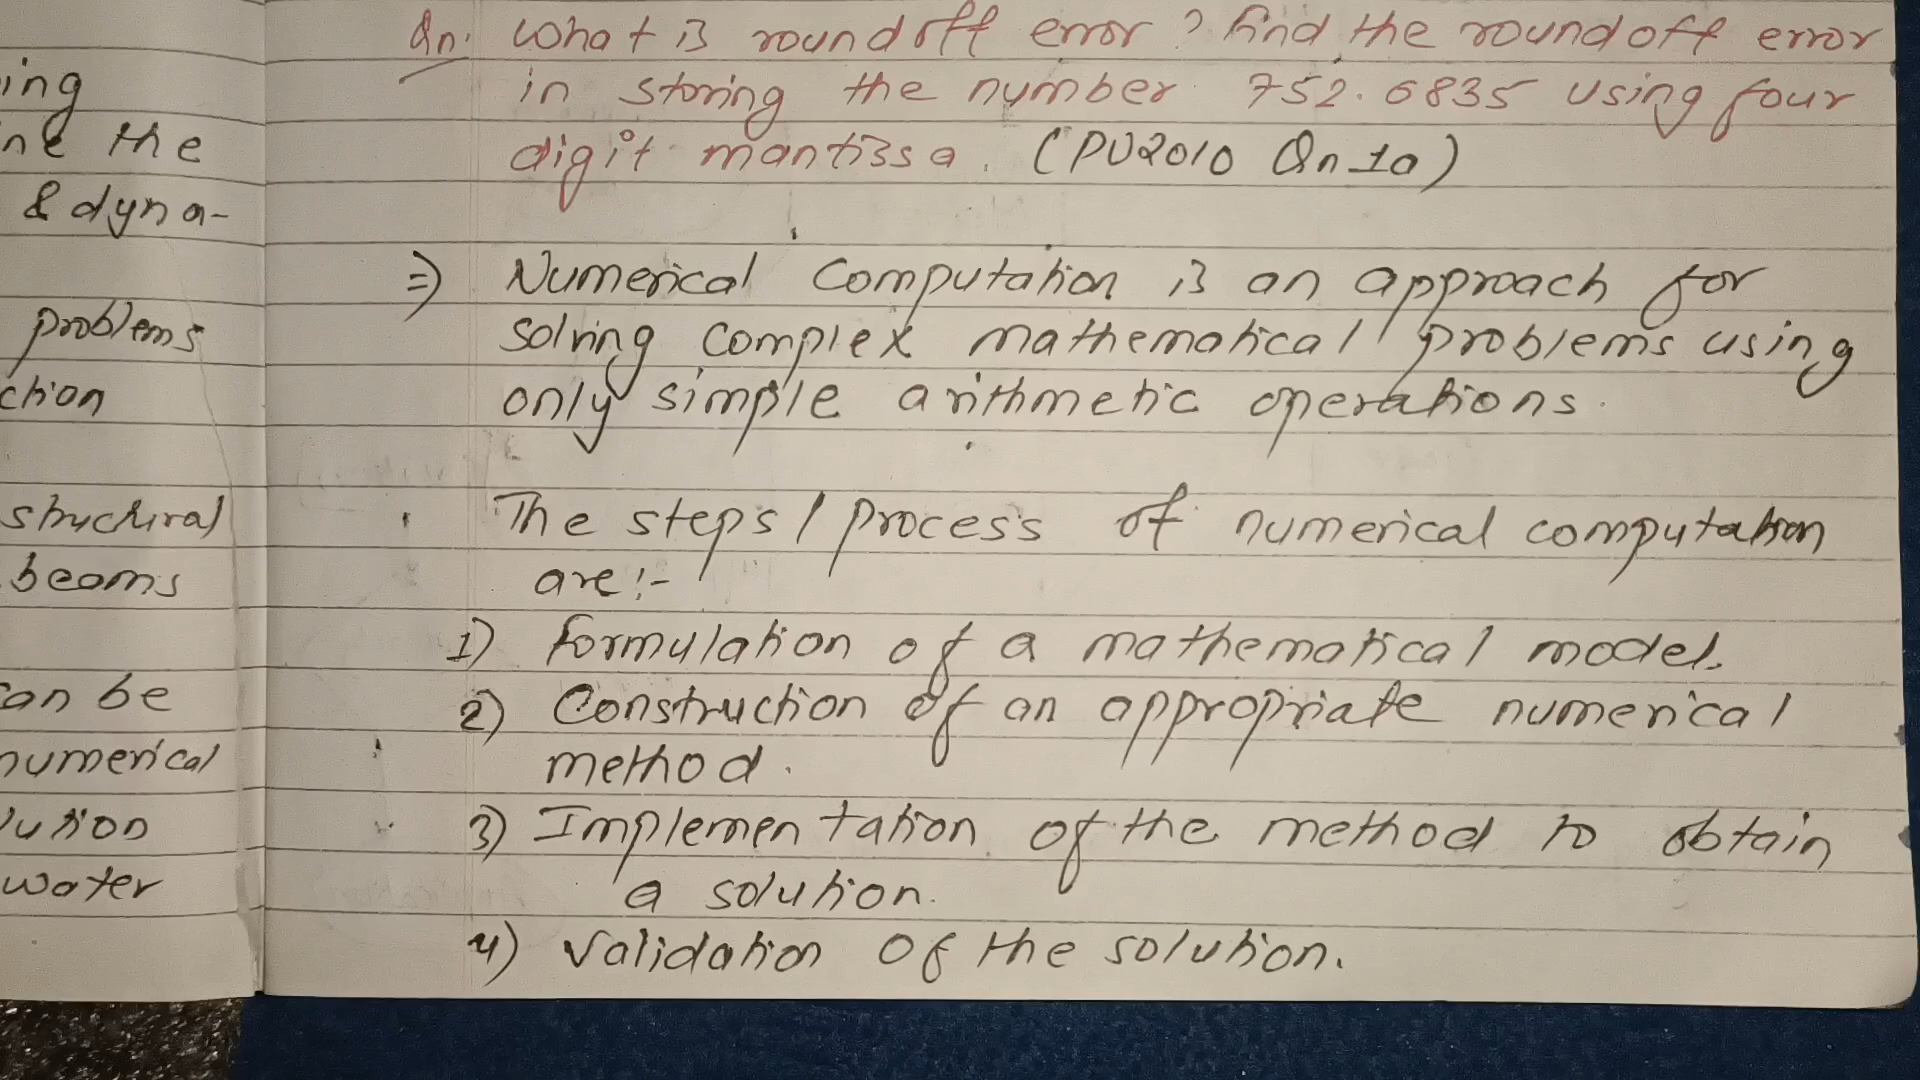 ing
ne the
& dyna-
problems
ction
structural
beams
can be
numerical
lution
water
Qn. What is roundoff error? Find the roundoff error
in storing the number 752.6835 using four
digit mantissa. (PU2010 Qn 1a)
=> Numerical Computation is an approach for
solving complex mathematical problems using
only simple arithmetic operations.
The steps / process of numerical computation
are:-
1) Formulation of a mathematical model.
2) Construction of an appropriate numerical
method.
3) Implementation of the method to obtain
a solution.
4) Validation of the solution.